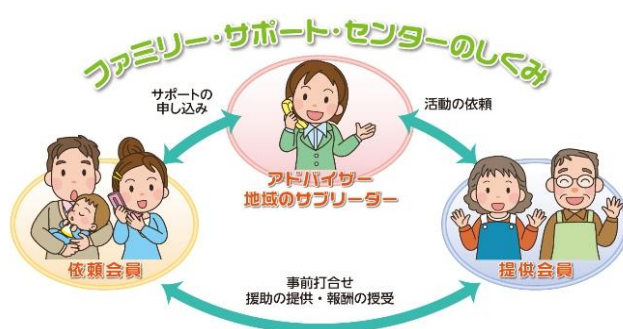 ファミリー・サポート・センターのしくみ
サポートの
申し込み
活動の依頼
アドバイザー
地域のサブリーダー
依頼会員
提供会員
事前打合せ
援助の提供・報酬の授受